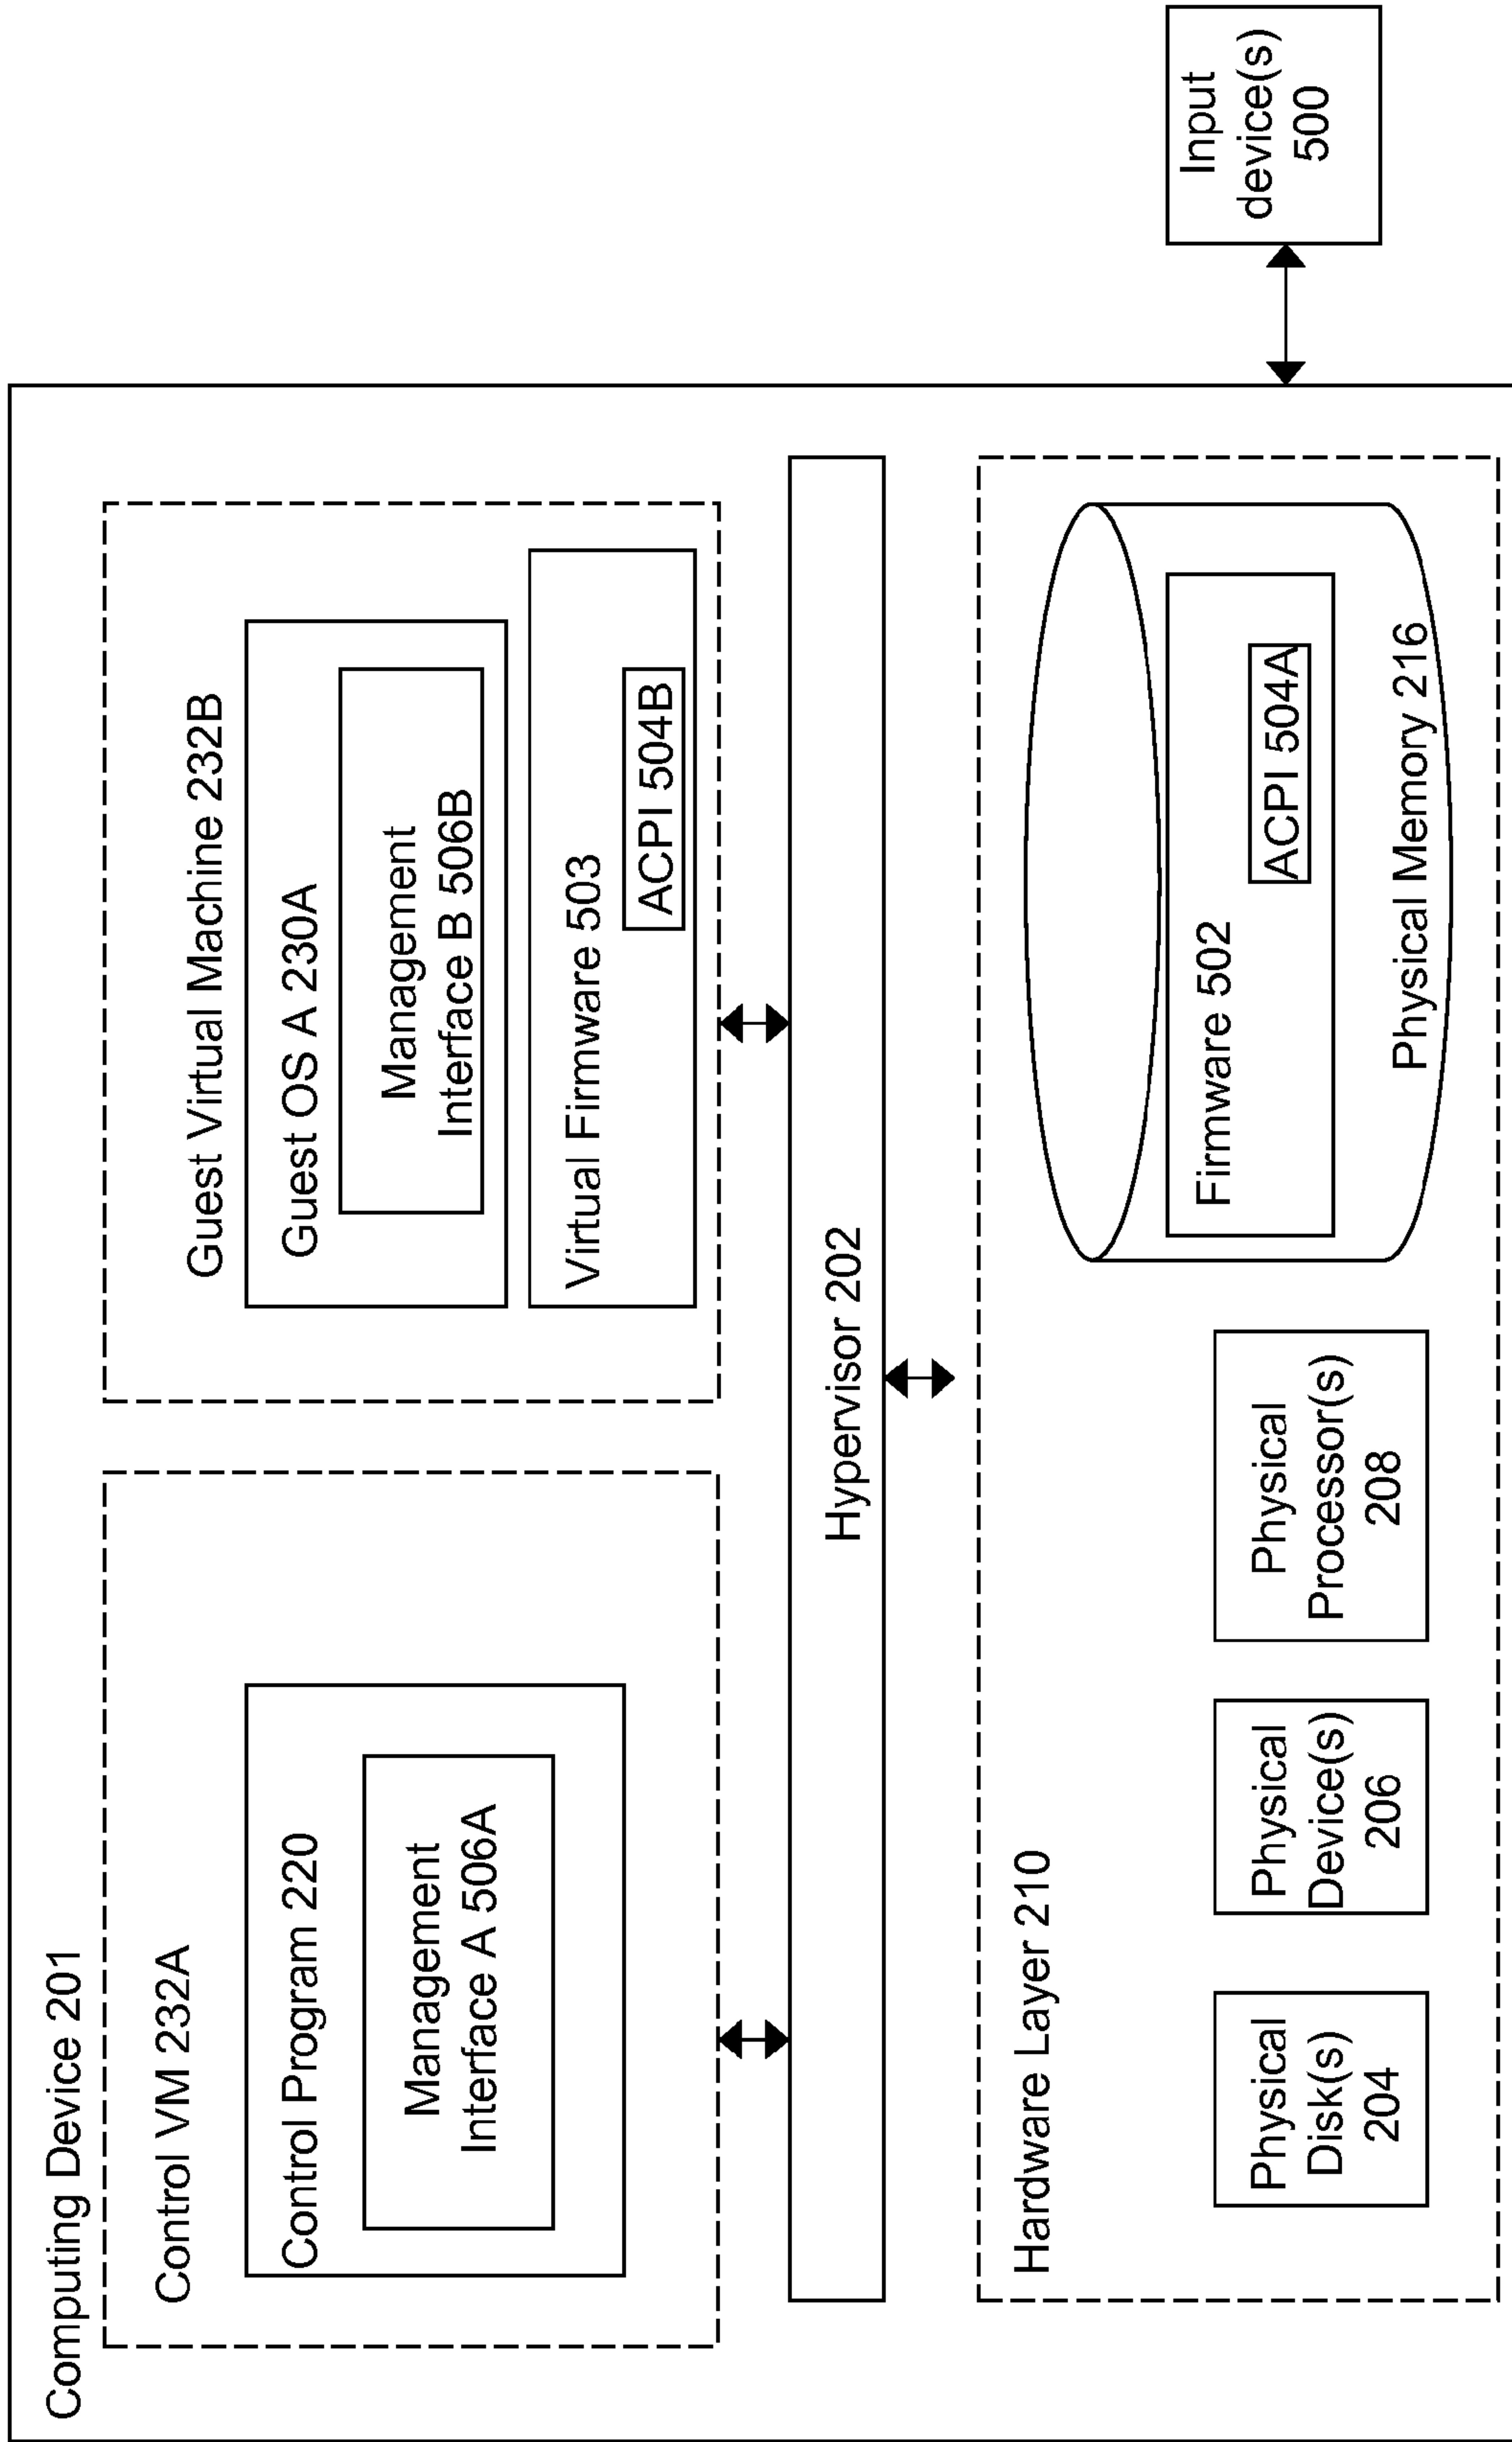 Computing Device 201
Control VM 232A
Control Program 220
Management
Interface A 506A
Guest Virtual Machine 232B
Guest OS A 230A
Management
Interface B 506B
Virtual Firmware 503
ACPI 504B
Hypervisor 202
Hardware Layer 210
Physical
Disk(s)
204
Physical
Device(s)
206
Physical
Processor(s)
208
Firmware 502
ACPI 504A
Physical Memory 216
Input
device(s)
500